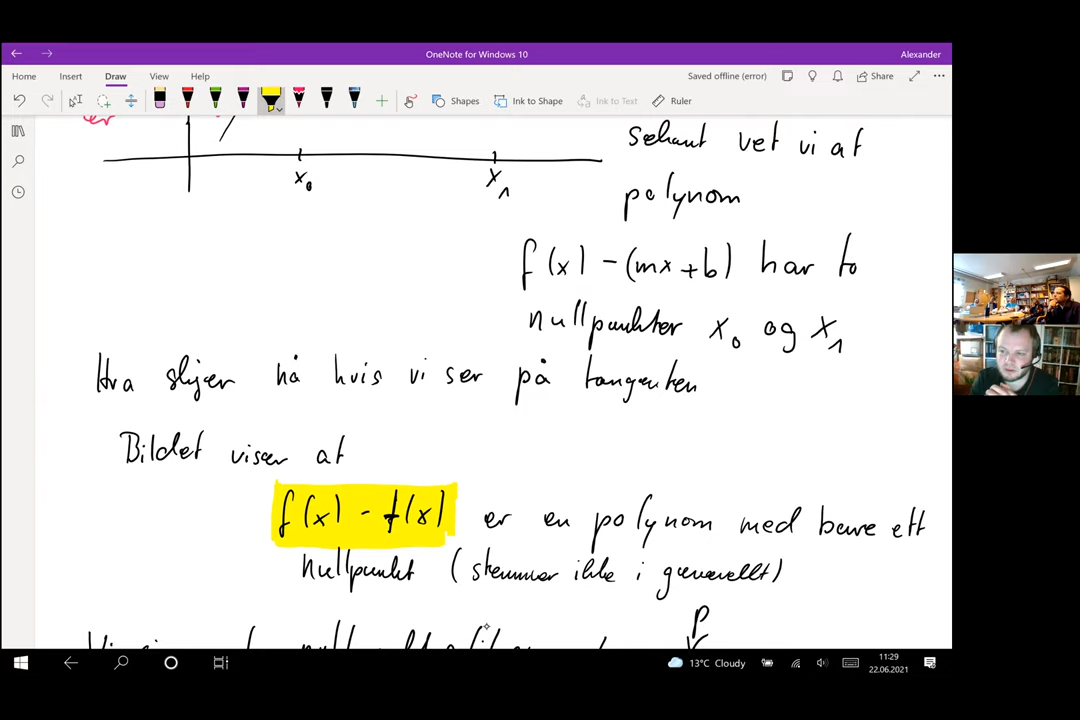 OneNote for Windows 10
Alexander
Home Insert Draw View Help
Saved offline (error)
Share
Shapes
Ink to Shape
Ink to Text
Ruler
er
x₀ x₁
sekant vet vi at
polynom
f(x) - (mx+b) har to
nullpunkter x₀ og x₁
Hva skjer nå hvis vi ser på tangenten
Bildet viser at
f(x) - t(x) er en polynom med bare ett
nullpunkt (stemmer ikke i generellt)
P
13°C Cloudy
11:29
22.06.2021